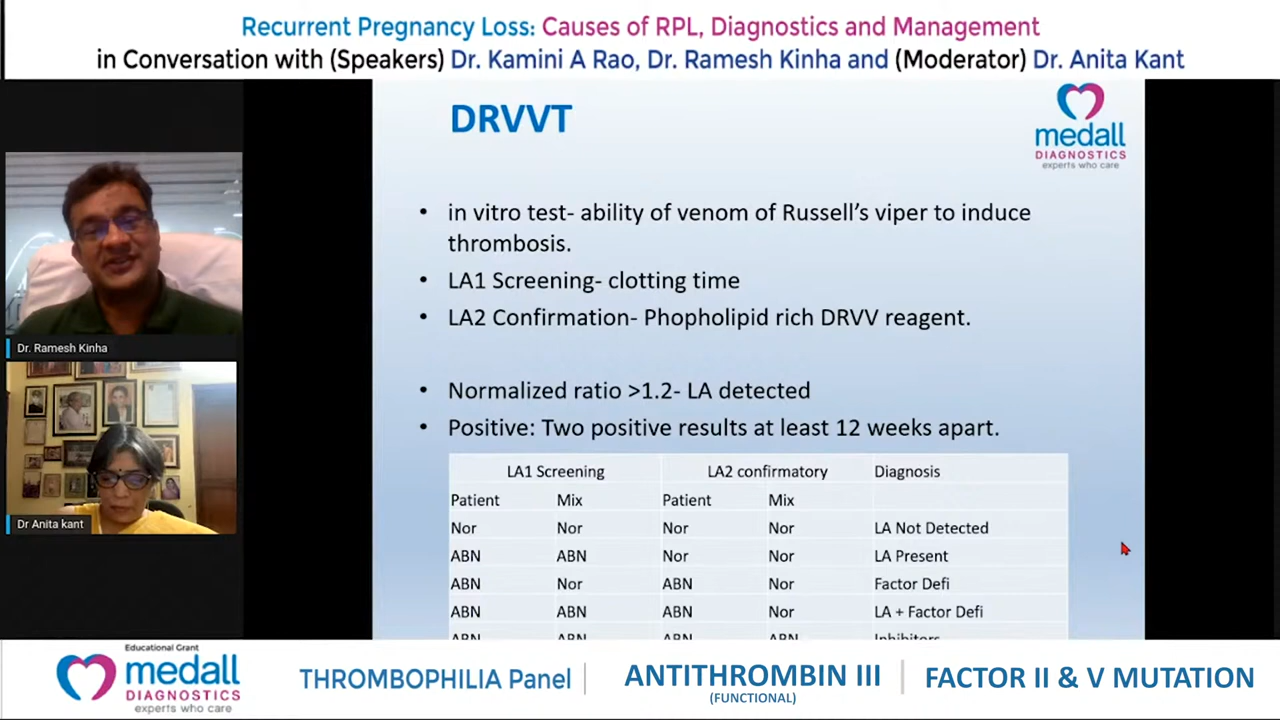 Recurrent Pregnancy Loss: Causes of RPL, Diagnostics and Management
in Conversation with (Speakers) Dr. Kamini A Rao, Dr. Ramesh Kinha and (Moderator) Dr. Anita Kant
DRVVT
medall
DIAGNOSTICS
experts who care
• in vitro test- ability of venom of Russell's viper to induce
thrombosis.
• LA1 Screening- clotting time
• LA2 Confirmation- Phopholipid rich DRVV reagent.
• Normalized ratio >1.2- LA detected
• Positive: Two positive results at least 12 weeks apart.
LA1 Screening LA2 confirmatory Diagnosis
Patient Mix Patient Mix
Nor Nor Nor Nor LA Not Detected
ABN ABN Nor Nor LA Present
ABN Nor ABN Nor Factor Defi
ABN ABN ABN Nor LA + Factor Defi
ABN ABN ABN ABN Inhibitors
Dr. Ramesh Kinha
Dr Anita kant
Educational Grant
medall
DIAGNOSTICS
experts who care
THROMBOPHILIA Panel
ANTITHROMBIN III
(FUNCTIONAL)
FACTOR II & V MUTATION